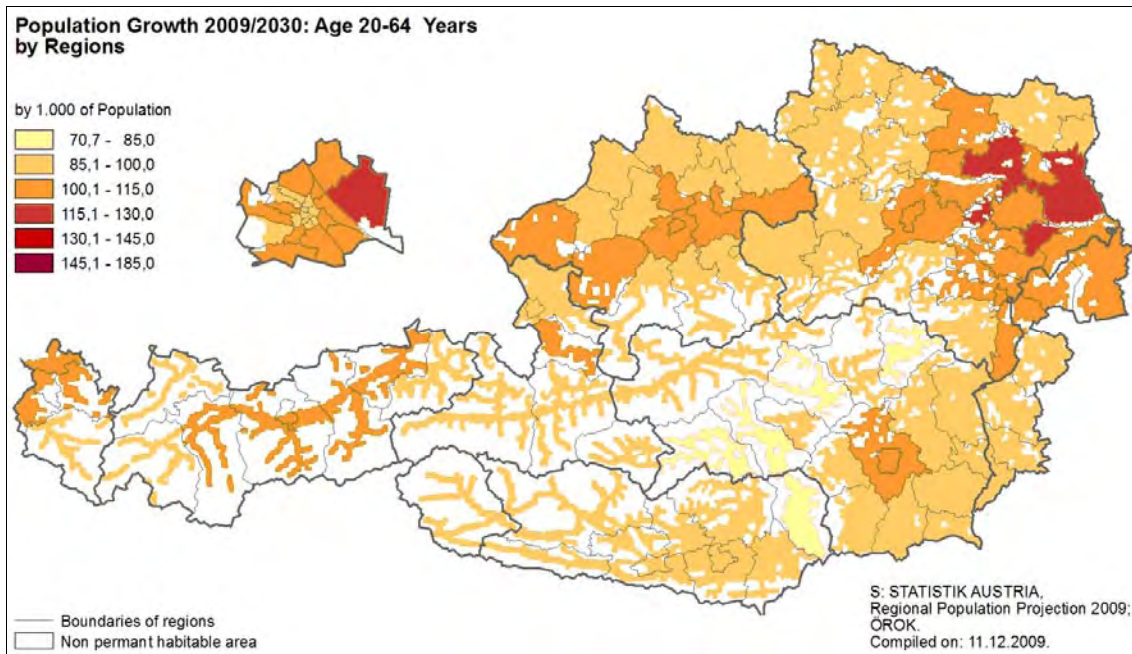 Population Growth 2009/2030: Age 20-64 Years
by Regions
by 1.000 of Population
70,7 - 85,0
85,1 - 100,0
100,1 - 115,0
115,1 - 130,0
130,1 - 145,0
145,1 - 185,0
Boundaries of regions
Non permant habitable area
S: STATISTIK AUSTRIA,
Regional Population Projection 2009;
ÖROK.
Compiled on: 11.12.2009.